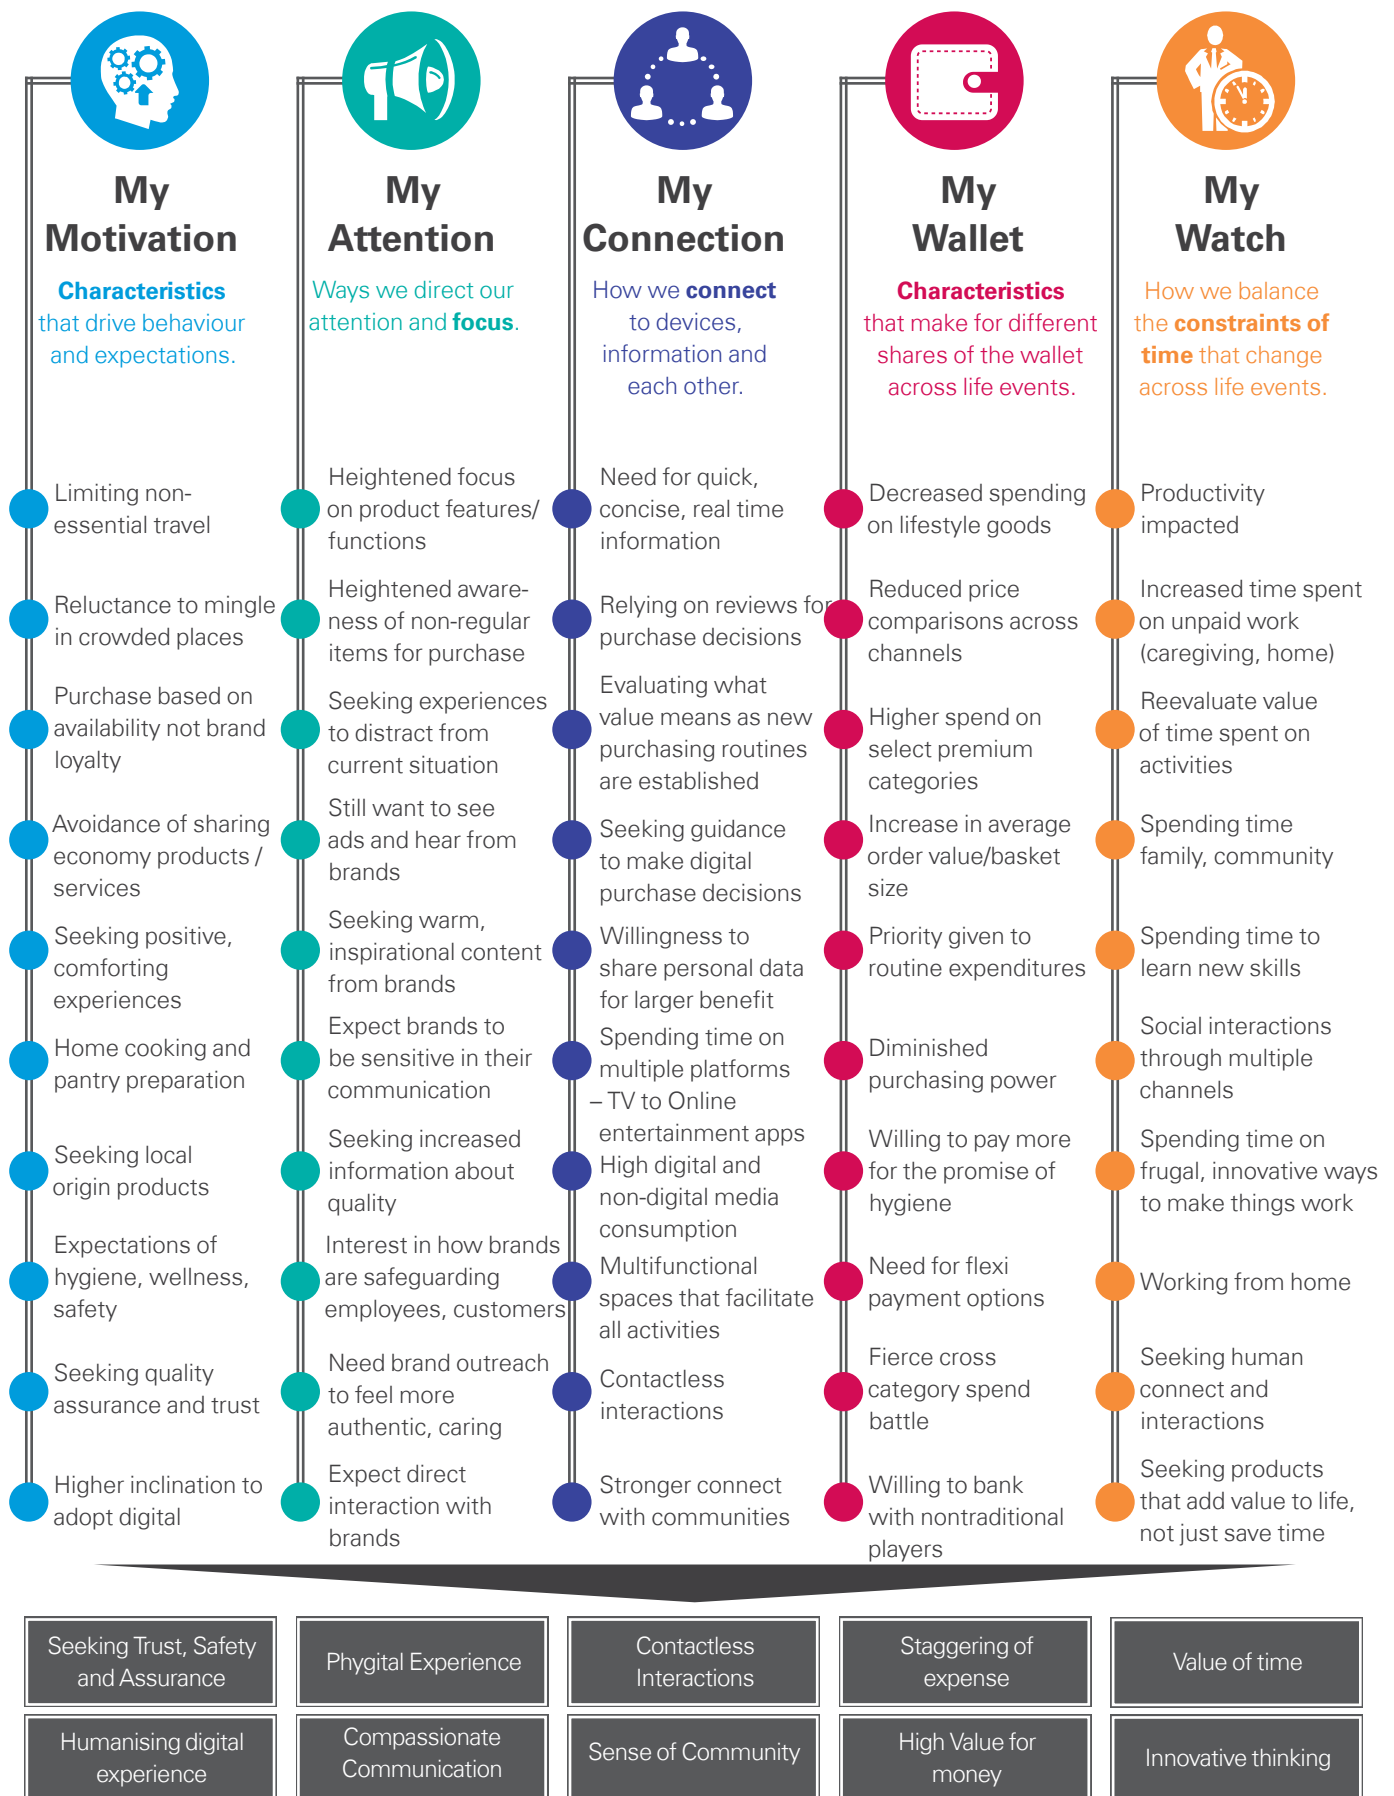 My
Motivation
Characteristics
that drive behaviour
and expectations.
Limiting non-
essential travel
Reluctance to mingle
in crowded places
Purchase based on
availability not brand
loyalty
Avoidance of sharing
economy products /
services
Seeking positive,
comforting
experiences
Home cooking and
pantry preparation
Seeking local
origin products
Expectations of
hygiene, wellness,
safety
Seeking quality
assurance and trust
Higher inclination to
adopt digital
My
Attention
Ways we direct our
attention and focus.
Heightened focus
on product features/
functions
Heightened aware-
ness of non-regular
items for purchase
Seeking experiences
to distract from
current situation
Still want to see
ads and hear from
brands
Seeking warm,
inspirational content
from brands
Expect brands to
be sensitive in their
communication
Seeking increased
information about
quality
Interest in how brands
are safeguarding
employees, customers
Need brand outreach
to feel more
authentic, caring
Expect direct
interaction with
brands
My
Connection
How we connect
to devices,
information and
each other.
Need for quick,
concise, real time
information
Relying on reviews for
purchase decisions
Evaluating what
value means as new
purchasing routines
are established
Seeking guidance
to make digital
purchase decisions
Willingness to
share personal data
for larger benefit
Spending time on
multiple platforms
– TV to Online
entertainment apps
High digital and
non-digital media
consumption
Multifunctional
spaces that facilitate
all activities
Contactless
interactions
Stronger connect
with communities
My
Wallet
Characteristics
that make for different
shares of the wallet
across life events.
Decreased spending
on lifestyle goods
Reduced price
comparisons across
channels
Higher spend on
select premium
categories
Increase in average
order value/basket
size
Priority given to
routine expenditures
Diminished
purchasing power
Willing to pay more
for the promise of
hygiene
Need for flexi
payment options
Fierce cross
category spend
battle
Willing to bank
with nontraditional
players
My
Watch
How we balance
the constraints of
time that change
across life events.
Productivity
impacted
Increased time spent
on unpaid work
(caregiving, home)
Reevaluate value
of time spent on
activities
Spending time
family, community
Spending time to
learn new skills
Social interactions
through multiple
channels
Spending time on
frugal, innovative ways
to make things work
Working from home
Seeking human
connect and
interactions
Seeking products
that add value to life,
not just save time
Seeking Trust, Safety
and Assurance
Phygital Experience
Contactless
Interactions
Staggering of
expense
Value of time
Humanising digital
experience
Compassionate
Communication
Sense of Community
High Value for
money
Innovative thinking